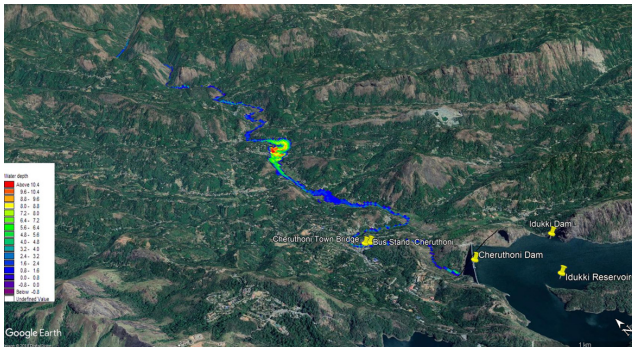 Water depth
Above 10.4
9.6 - 10.4
8.8 - 9.6
8.0 - 8.8
7.2 - 8.0
6.4 - 7.2
5.6 - 6.4
4.8 - 5.6
4.0 - 4.8
3.2 - 4.0
2.4 - 3.2
1.6 - 2.4
0.8 - 1.6
0.0 - 0.8
-0.8 - 0.0
Below -0.8
Undefined Value
Idukki Dam
Cheruthoni Town Bridge
Bus Stand, Cheruthoni
Cheruthoni Dam
Idukki Reservoir
N
Google Earth
1 km